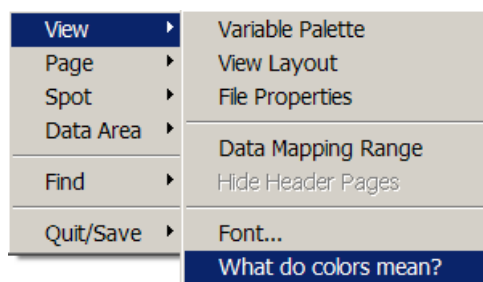 View
Page
Spot
Data Area
Find
Quit/Save
Variable Palette
View Layout
File Properties
Data Mapping Range
Hide Header Pages
Font...
What do colors mean?